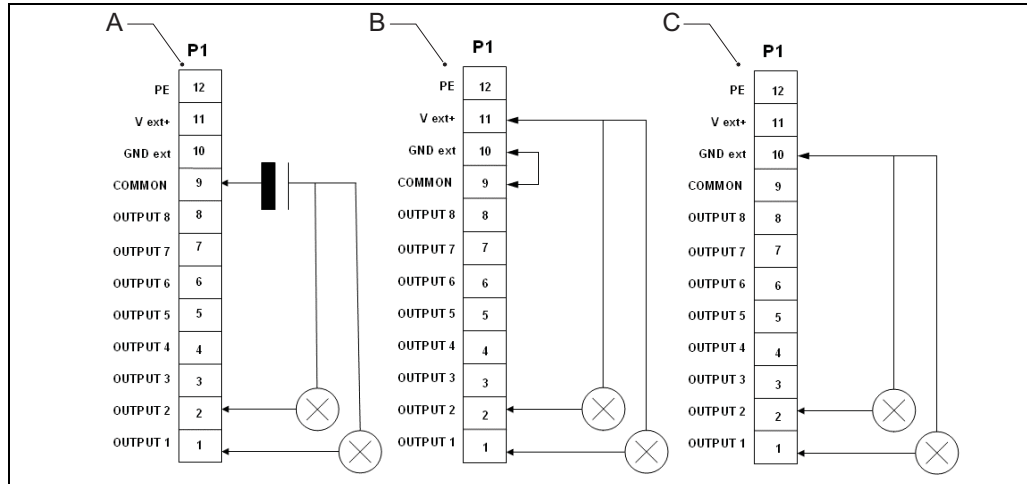 A
P1
PE 12
V ext+ 11
GND ext 10
COMMON 9
OUTPUT 8 8
OUTPUT 7 7
OUTPUT 6 6
OUTPUT 5 5
OUTPUT 4 4
OUTPUT 3 3
OUTPUT 2 2
OUTPUT 1 1
B
P1
PE 12
V ext+ 11
GND ext 10
COMMON 9
OUTPUT 8 8
OUTPUT 7 7
OUTPUT 6 6
OUTPUT 5 5
OUTPUT 4 4
OUTPUT 3 3
OUTPUT 2 2
OUTPUT 1 1
C
P1
PE 12
V ext+ 11
GND ext 10
COMMON 9
OUTPUT 8 8
OUTPUT 7 7
OUTPUT 6 6
OUTPUT 5 5
OUTPUT 4 4
OUTPUT 3 3
OUTPUT 2 2
OUTPUT 1 1